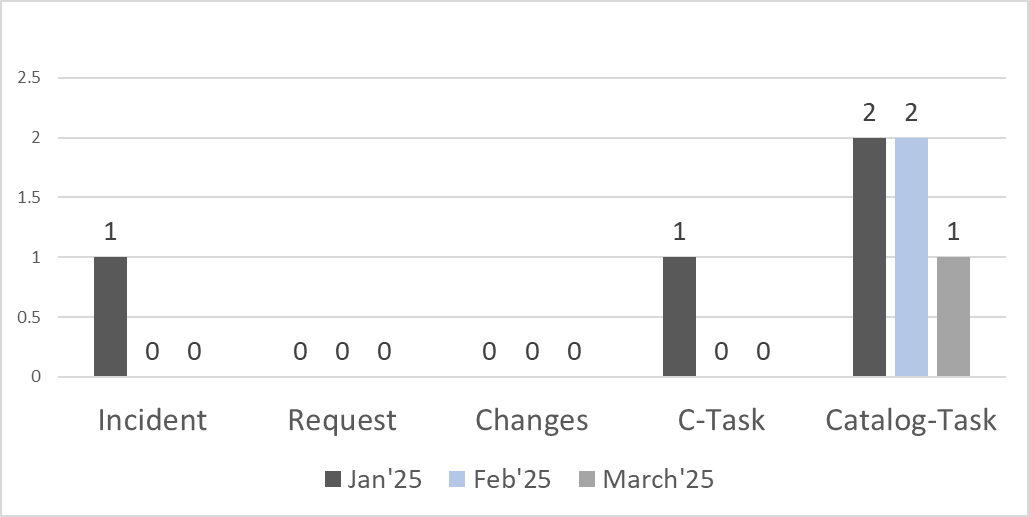 2.5
2 2
2
1.5
1 1 1
1
0.5
0 0 0 0 0 0 0 0 0 0
0
Incident Request Changes C-Task Catalog-Task
Jan'25 Feb'25 March'25